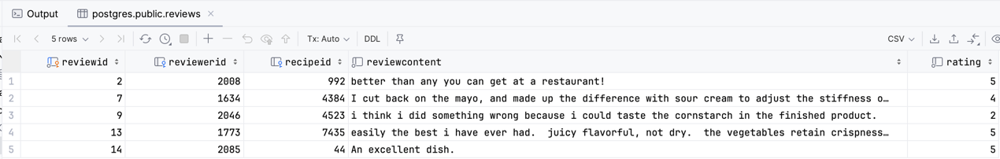 Output postgres.public.reviews
5 rows Tx: Auto DDL CSV
reviewid reviewerid recipeid reviewcontent rating
1 2 2008 992 better than any you can get at a restaurant! 5
2 7 1634 4384 I cut back on the mayo, and made up the difference with sour cream to adjust the stiffness o… 4
3 9 2046 4523 i think i did something wrong because i could taste the cornstarch in the finished product. 2
4 13 1773 7435 easily the best i have ever had.  juicy flavorful, not dry.  the vegetables retain crispness… 5
5 14 2085 44 An excellent dish. 5